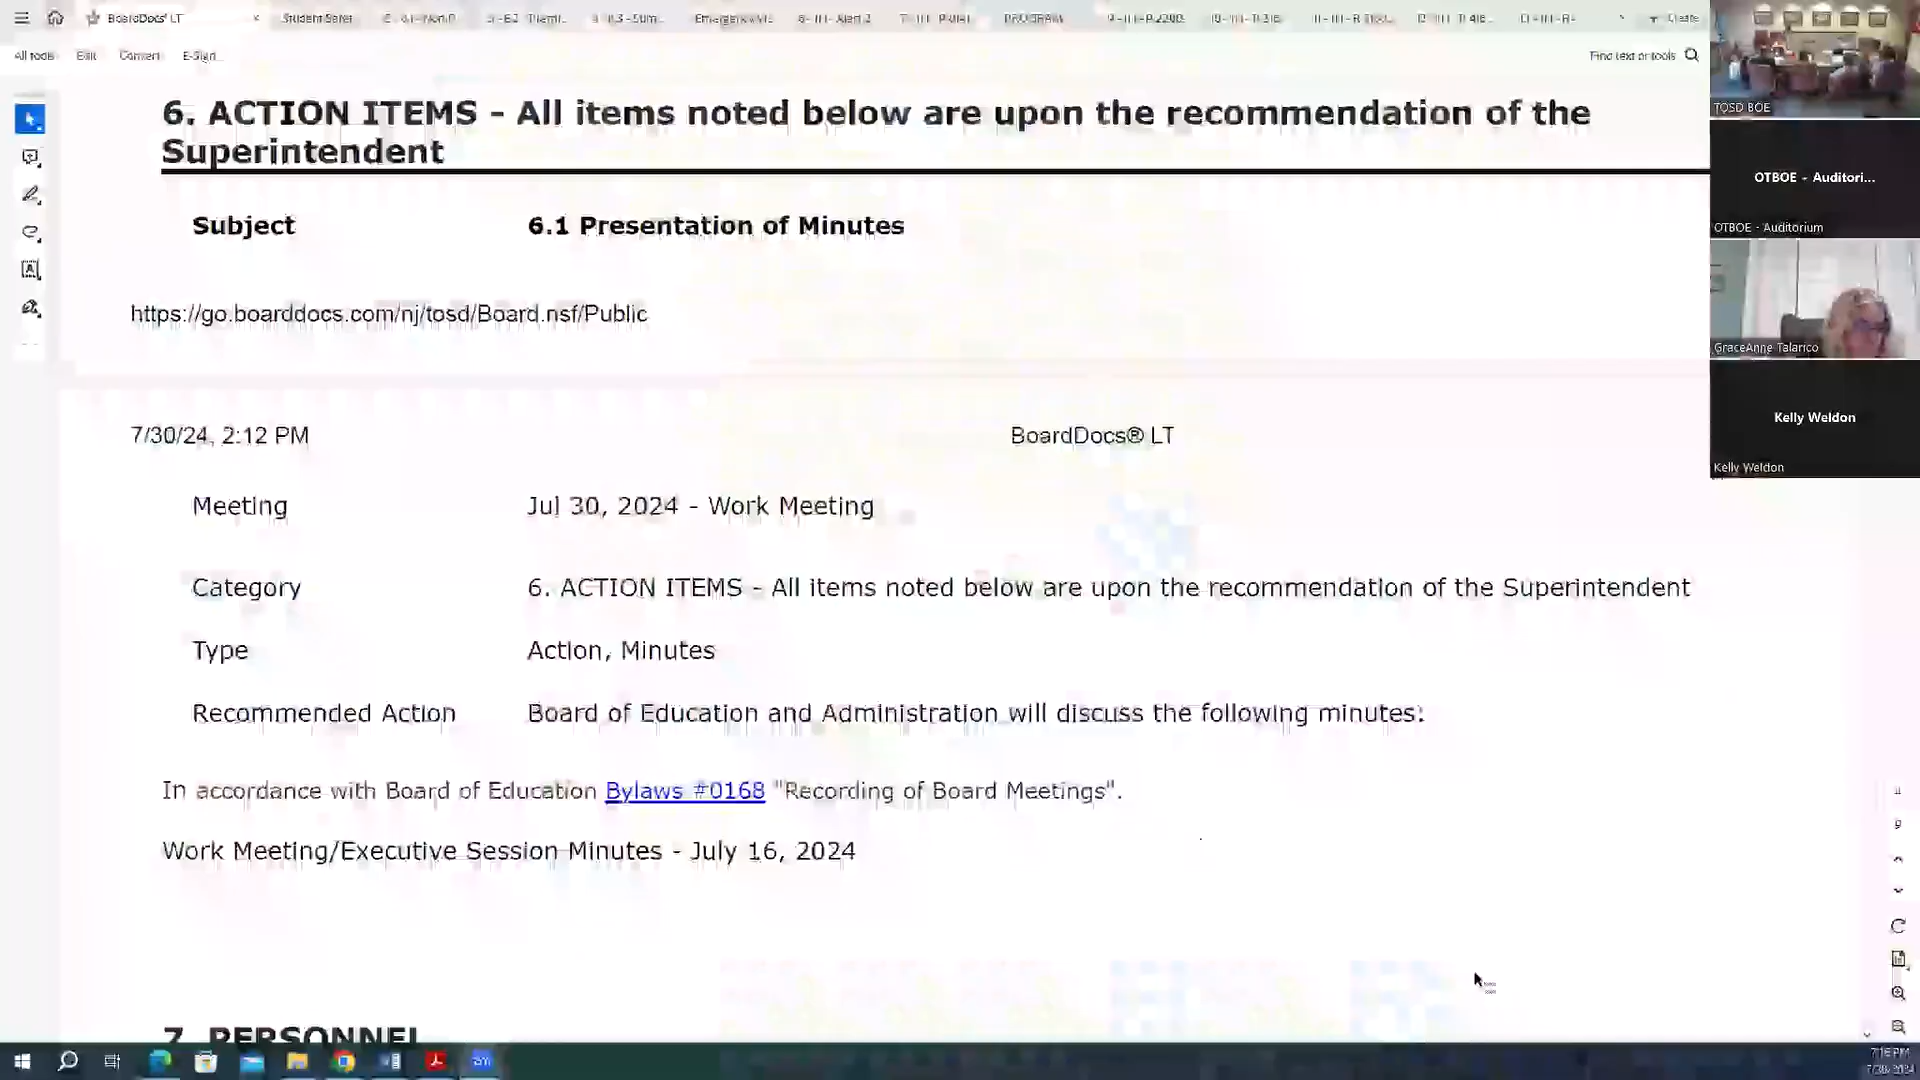 BoardDocs' LT
Create
All tools Edit Convert E-Sign
Find text or tools
6. ACTION ITEMS - All items noted below are upon the recommendation of the
Superintendent
Subject 6.1 Presentation of Minutes
https://go.boarddocs.com/nj/tosd/Board.nsf/Public
7/30/24, 2:12 PM BoardDocs® LT
Meeting Jul 30, 2024 - Work Meeting
Category 6. ACTION ITEMS - All items noted below are upon the recommendation of the Superintendent
Type Action, Minutes
Recommended Action Board of Education and Administration will discuss the following minutes:
In accordance with Board of Education Bylaws #0168 "Recording of Board Meetings".
Work Meeting/Executive Session Minutes - July 16, 2024
7. PERSONNEL
TOSD BOE
OTBOE - Auditori...
OTBOE - Auditorium
GraceAnne Talarico
Kelly Weldon
Kelly Weldon